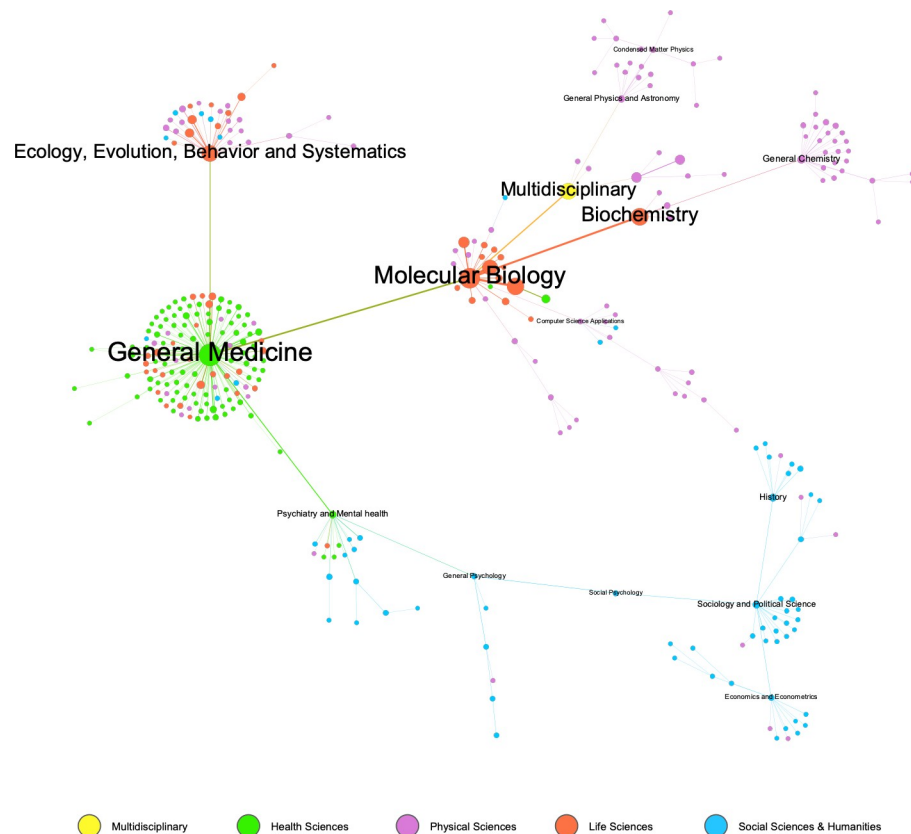 Condensed Matter Physics
General Physics and Astronomy
Ecology, Evolution, Behavior and Systematics
General Chemistry
Multidisciplinary
Biochemistry
Molecular Biology
Computer Science Applications
General Medicine
History
Psychiatry and Mental health
General Psychology
Social Psychology
Sociology and Political Science
Economics and Econometrics
Multidisciplinary
Health Sciences
Physical Sciences
Life Sciences
Social Sciences & Humanities